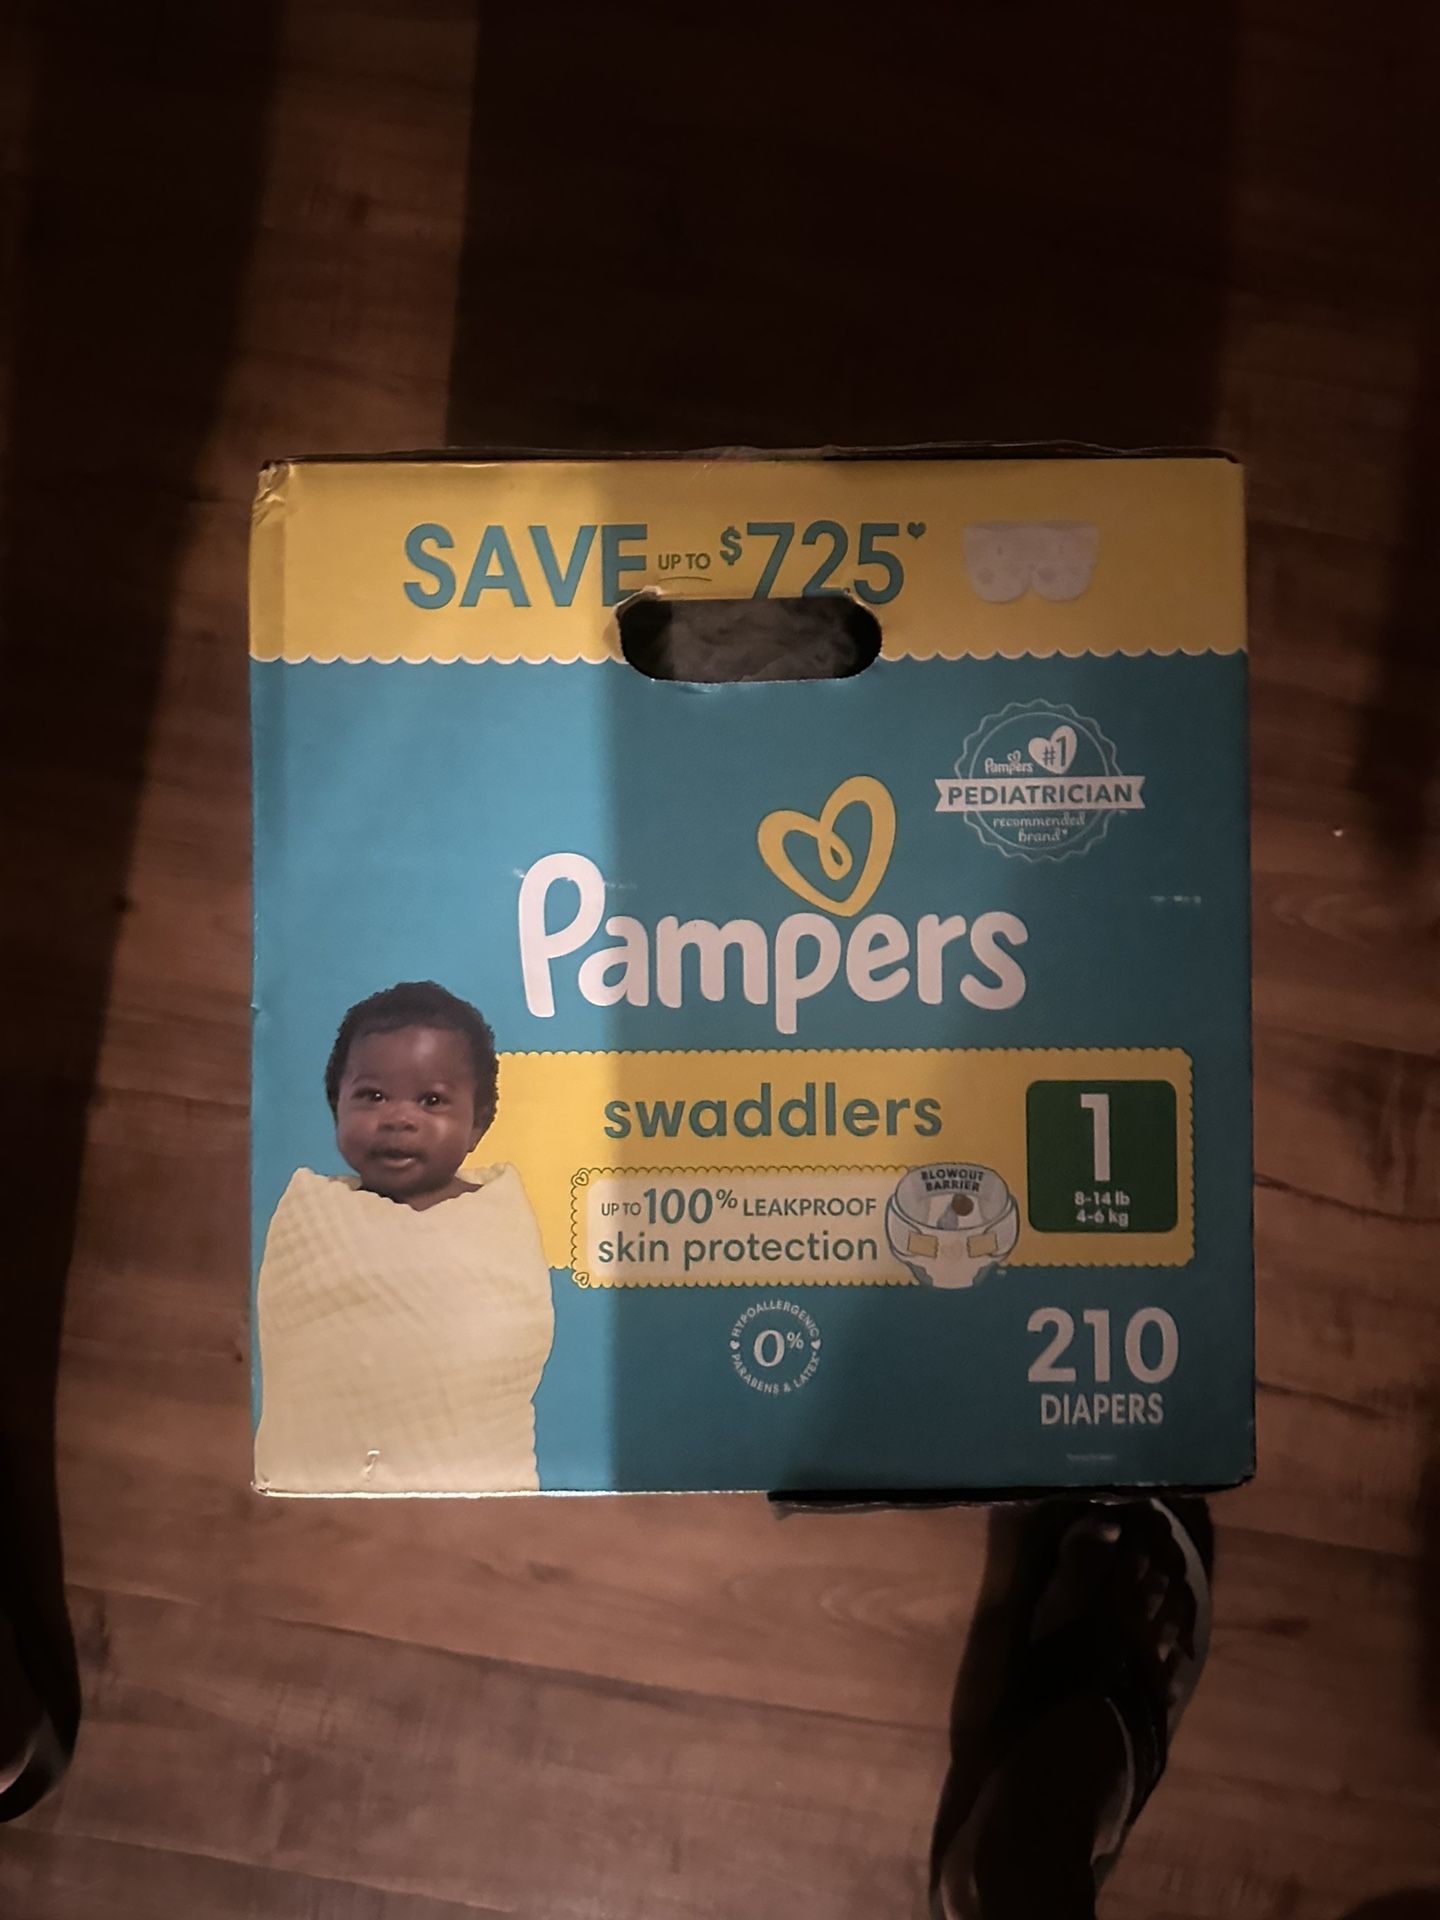 SAVE UP TO $725
Pampers #1
PEDIATRICIAN
recommended
brand*
Pampers
swaddlers
1
8-14 lb
4-6 kg
BLOWOUT
BARRIER
UP TO 100% LEAKPROOF
skin protection
HYPOALLERGENIC
0%
PARABENS & LATEX*
210
DIAPERS